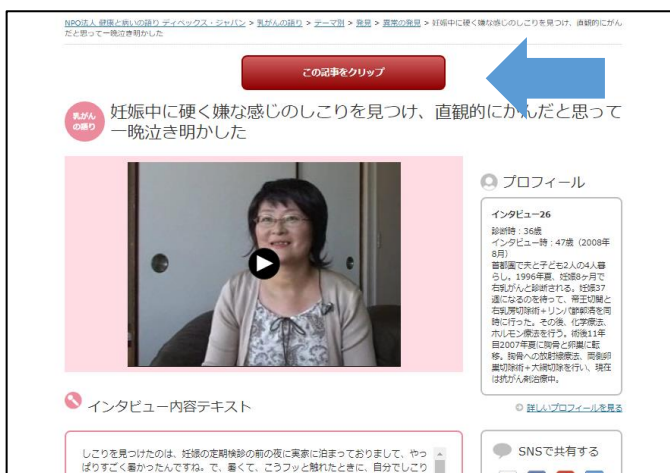 NPO法人 健康と病いの語り ディペックス・ジャパン > 乳がんの語り > テーマ別 > 発見 > 異常の発見 > 妊娠中に硬く嫌な感じのしこりを見つけ、直観的にがん
だと思って一晩泣き明かした
この記事をクリップ
乳がん
の語り
妊娠中に硬く嫌な感じのしこりを見つけ、直観的にがんだと思って
一晩泣き明かした
プロフィール
インタビュー26
診断時：36歳
インタビュー時：47歳（2008年
8月）
首都圏で夫と子ども2人の4人暮
らし。1996年夏、妊娠8ヶ月で
右乳がんと診断される。妊娠37
週になるのを待って、帝王切開と
右乳房切除術＋リンパ節郭清を同
時に行った。その後、化学療法、
ホルモン療法を行う。術後11年
目2007年夏に胸骨と卵巣に転
移。胸骨への放射線療法、両側卵
巣切除術＋大網切除を行い、現在
は抗がん剤治療中。
詳しいプロフィールを見る
インタビュー内容テキスト
しこりを見つけたのは、妊娠の定期検診の前の夜に実家に泊まっておりまして、やっ
ぱりすごく暑かったんですね。で、暑くて、こうフッと触れたときに、自分でしこり
SNSで共有する